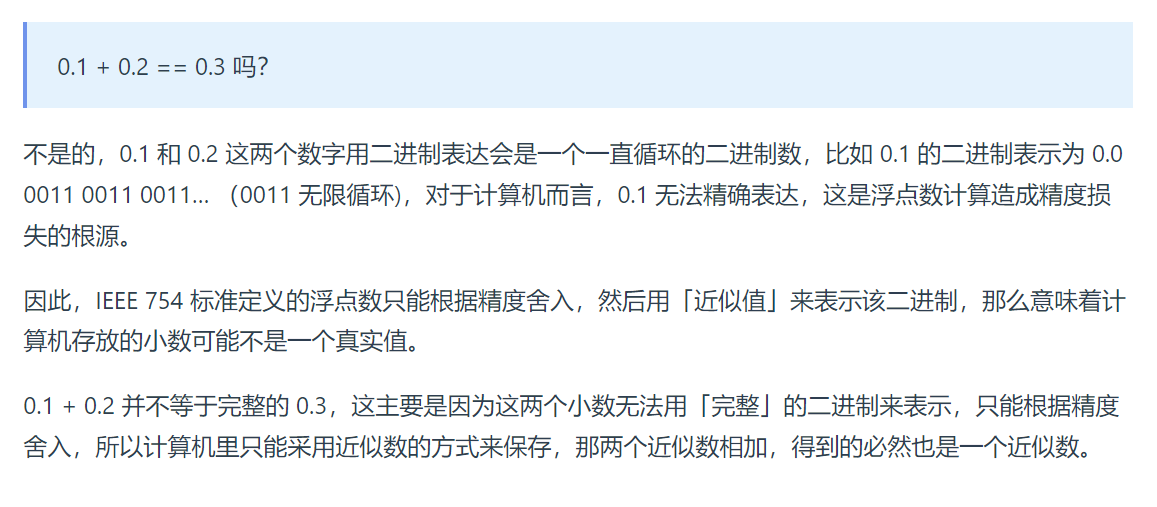 0.1 + 0.2 == 0.3 吗?
不是的，0.1 和 0.2 这两个数字用二进制表达会是一个一直循环的二进制数，比如 0.1 的二进制表示为 0.0
0011 0011 0011... （0011 无限循环)，对于计算机而言，0.1 无法精确表达，这是浮点数计算造成精度损
失的根源。
因此，IEEE 754 标准定义的浮点数只能根据精度舍入，然后用「近似值」来表示该二进制，那么意味着计
算机存放的小数可能不是一个真实值。
0.1 + 0.2 并不等于完整的 0.3，这主要是因为这两个小数无法用「完整」的二进制来表示，只能根据精度
舍入，所以计算机里只能采用近似数的方式来保存，那两个近似数相加，得到的必然也是一个近似数。